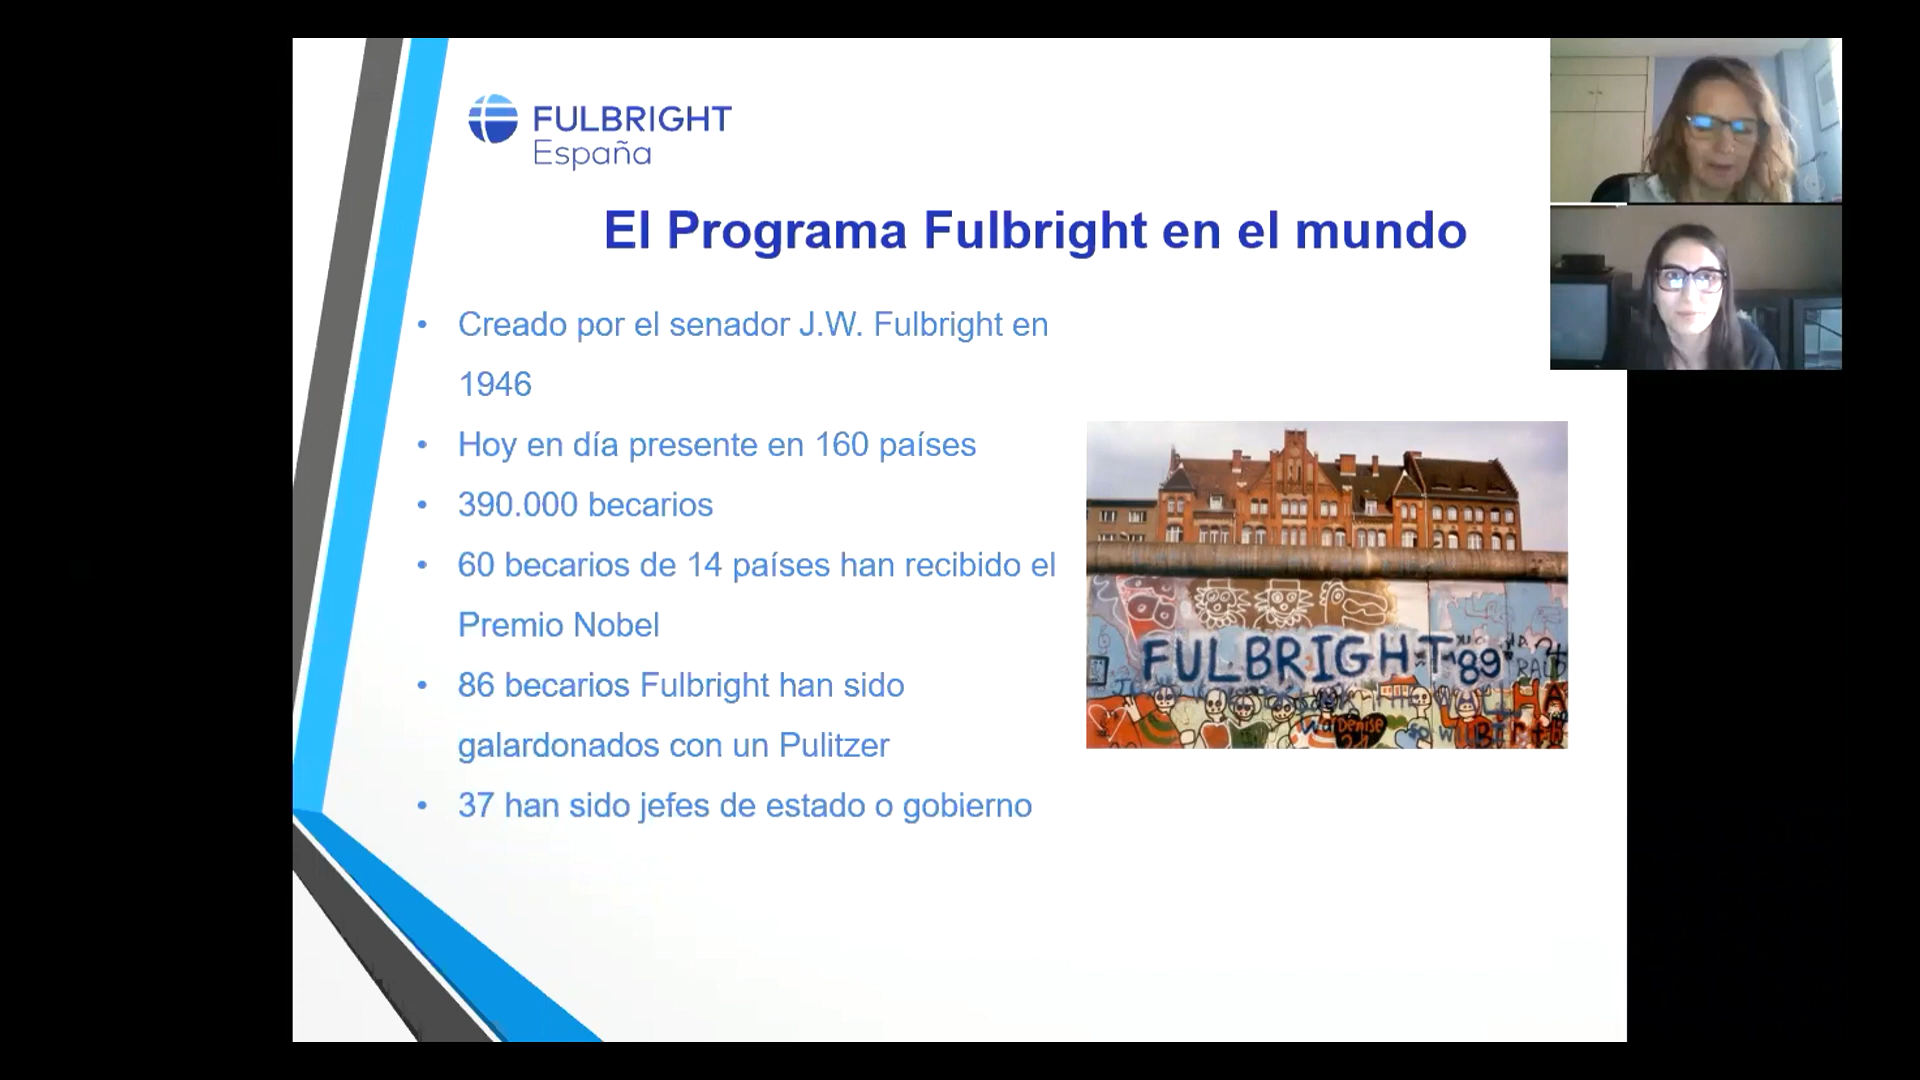 FULBRIGHT
España
El Programa Fulbright en el mundo
• Creado por el senador J.W. Fulbright en
1946
• Hoy en día presente en 160 países
• 390.000 becarios
• 60 becarios de 14 países han recibido el
Premio Nobel
• 86 becarios Fulbright han sido
galardonados con un Pulitzer
• 37 han sido jefes de estado o gobierno
FULBRIGHT '89
Denise